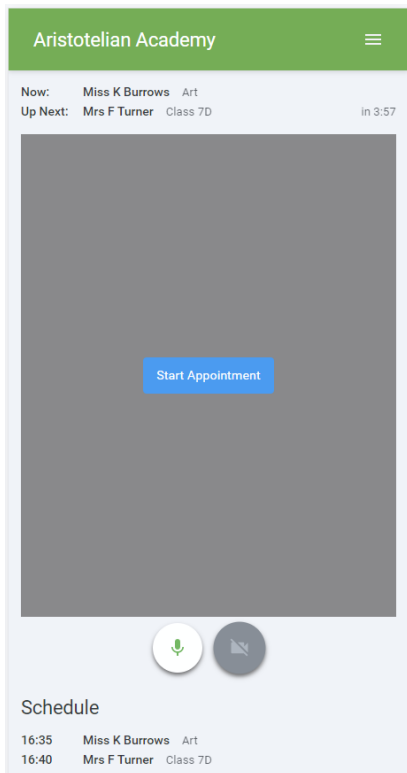 Aristotelian Academy
Now: Miss K Burrows Art
Up Next: Mrs F Turner Class 7D in 3:57
Start Appointment
Schedule
16:35 Miss K Burrows Art
16:40 Mrs F Turner Class 7D